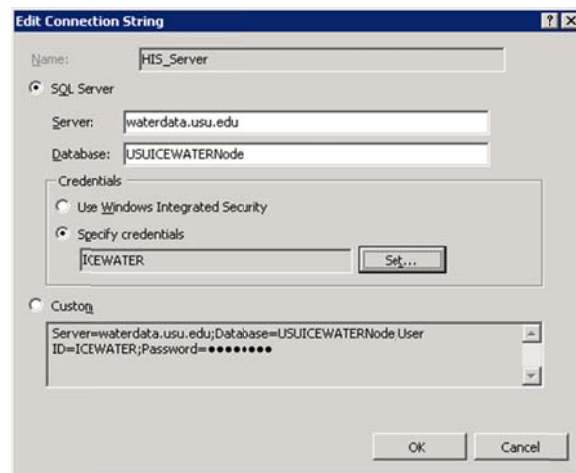 Edit Connection String
Name: HIS_Server
SQL Server
Server: waterdata.usu.edu
Database: USUICEWATERNode
Credentials
Use Windows Integrated Security
Specify credentials
ICEWATER Set...
Custom
Server=waterdata.usu.edu;Database=USUICEWATERNode;User
ID=ICEWATER;Password=●●●●●●●●
OK Cancel